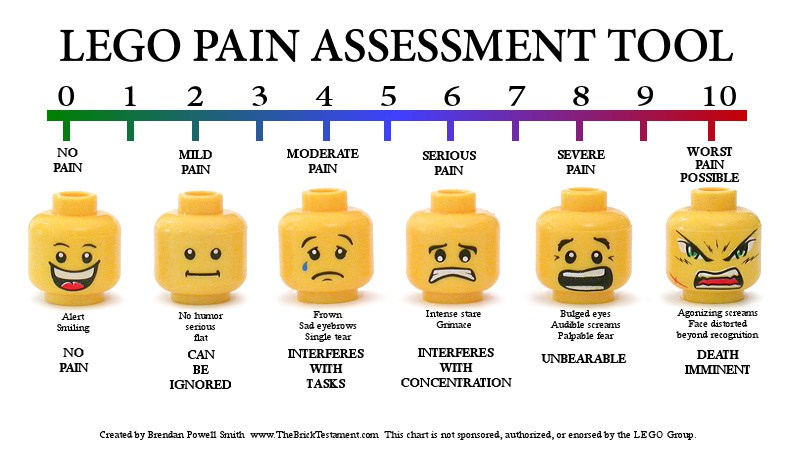 LEGO PAIN ASSESSMENT TOOL
0 1 2 3 4 5 6 7 8 9 10
NO
PAIN
MILD
PAIN
MODERATE
PAIN
SERIOUS
PAIN
SEVERE
PAIN
WORST
PAIN
POSSIBLE
Alert
Smiling
NO
PAIN
No humor
serious
flat
CAN
BE
IGNORED
Frown
Sad eyebrows
Single tear
INTERFERES
WITH
TASKS
Intense stare
Grimace
INTERFERES
WITH
CONCENTRATION
Bulged eyes
Audible screams
Palpable fear
UNBEARABLE
Agonizing screams
Face distorted
beyond recognition
DEATH
IMMINENT
Created by Brendan Powell Smith www.TheBrickTestament.com This chart is not sponsored, authorized, or enorsed by the LEGO Group.